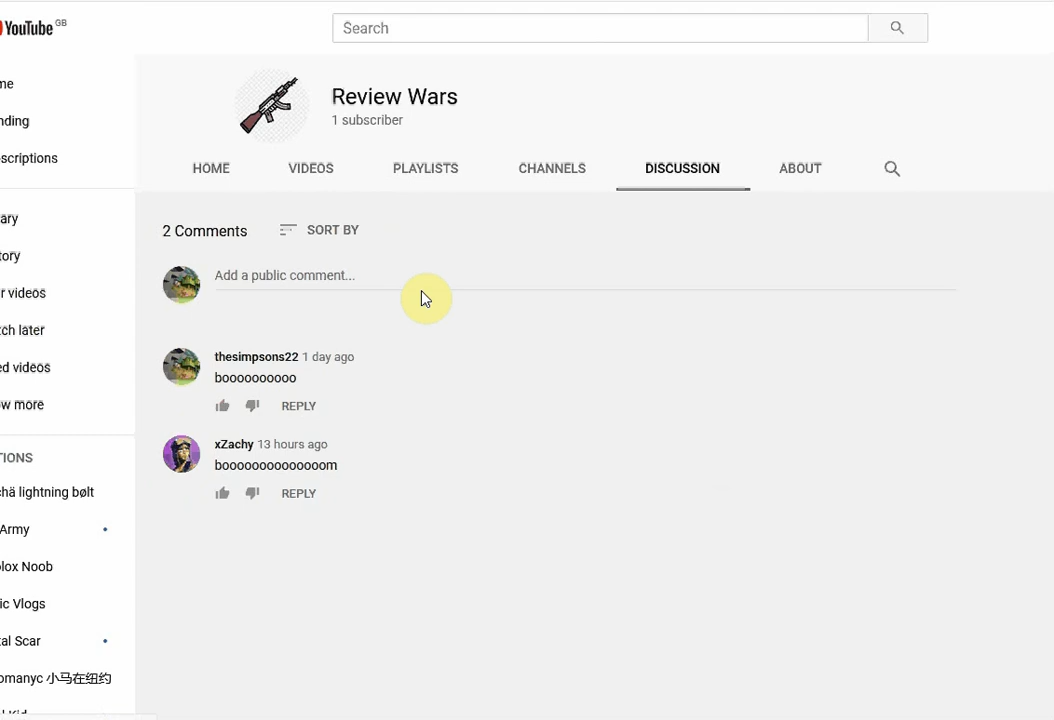 YouTube GB
Search
me
nding
scriptions
ary
tory
r videos
tch later
ed videos
ow more
TIONS
chä lightning bølt
Army
olox Noob
ic Vlogs
tal Scar
omanyc 小马在纽约
Review Wars
1 subscriber
HOME VIDEOS PLAYLISTS CHANNELS DISCUSSION ABOUT
2 Comments SORT BY
Add a public comment...
thesimpsons22 1 day ago
boooooooooo
REPLY
xZachy 13 hours ago
boooooooooooooom
REPLY